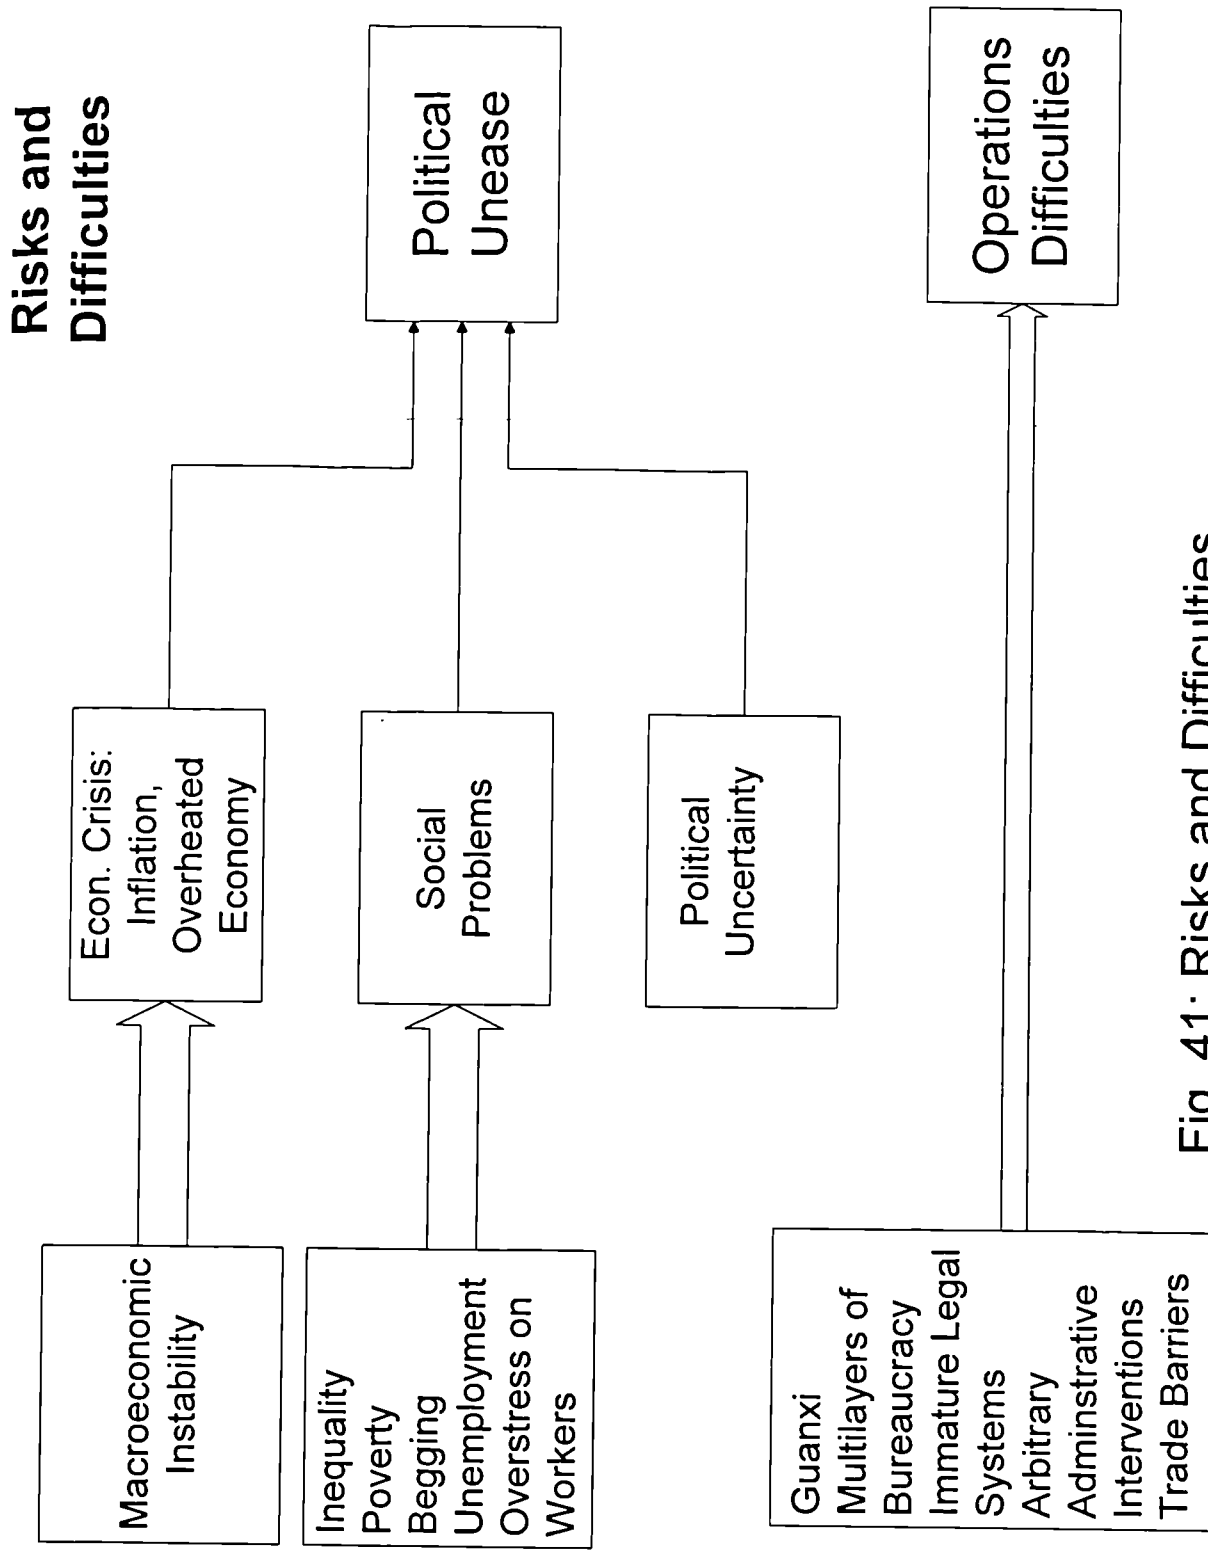 Risks and
Difficulties
Macroeconomic
Instability
Econ. Crisis:
Inflation,
Overheated
Economy
Political
Unease
Inequality
Poverty
Begging
Unemployment
Overstress on
Workers
Social
Problems
Political
Uncertainty
Guanxi
Multilayers of
Bureaucracy
Immature Legal
Systems
Arbitrary
Adminstrative
Interventions
Trade Barriers
Operations
Difficulties
Fig. 41: Risks and Difficulties